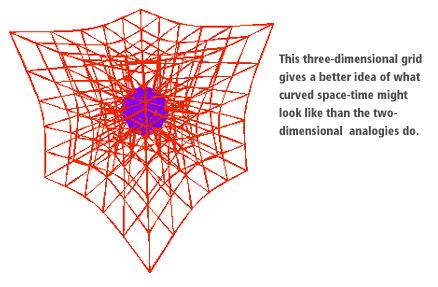 This three-dimensional grid
gives a better idea of what
curved space-time might
look like than the two-
dimensional analogies do.